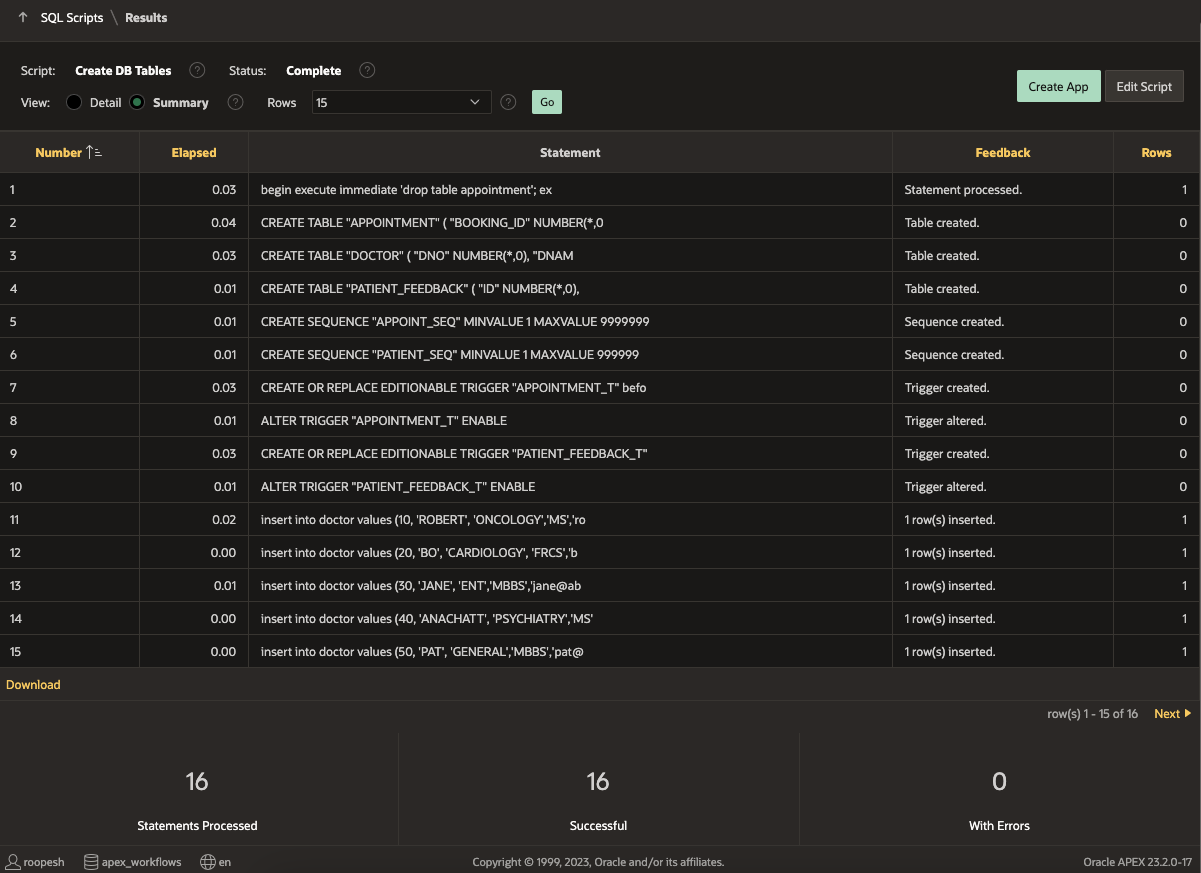 SQL Scripts \ Results
Script: Create DB Tables ? Status: Complete ?
View: Detail Summary ? Rows 15 ? Go
Create App Edit Script
Number Elapsed Statement Feedback Rows
1 0.03 begin execute immediate 'drop table appointment'; ex Statement processed. 1
2 0.04 CREATE TABLE "APPOINTMENT" ( "BOOKING_ID" NUMBER(*,0 Table created. 0
3 0.03 CREATE TABLE "DOCTOR" ( "DNO" NUMBER(*,0), "DNAM Table created. 0
4 0.01 CREATE TABLE "PATIENT_FEEDBACK" ( "ID" NUMBER(*,0), Table created. 0
5 0.01 CREATE SEQUENCE "APPOINT_SEQ" MINVALUE 1 MAXVALUE 9999999 Sequence created. 0
6 0.01 CREATE SEQUENCE "PATIENT_SEQ" MINVALUE 1 MAXVALUE 999999 Sequence created. 0
7 0.03 CREATE OR REPLACE EDITIONABLE TRIGGER "APPOINTMENT_T" befo Trigger created. 0
8 0.01 ALTER TRIGGER "APPOINTMENT_T" ENABLE Trigger altered. 0
9 0.03 CREATE OR REPLACE EDITIONABLE TRIGGER "PATIENT_FEEDBACK_T" Trigger created. 0
10 0.01 ALTER TRIGGER "PATIENT_FEEDBACK_T" ENABLE Trigger altered. 0
11 0.02 insert into doctor values (10, 'ROBERT', 'ONCOLOGY','MS','ro 1 row(s) inserted. 1
12 0.00 insert into doctor values (20, 'BO', 'CARDIOLOGY', 'FRCS','b 1 row(s) inserted. 1
13 0.01 insert into doctor values (30, 'JANE', 'ENT','MBBS','jane@ab 1 row(s) inserted. 1
14 0.00 insert into doctor values (40, 'ANACHATT', 'PSYCHIATRY','MS' 1 row(s) inserted. 1
15 0.00 insert into doctor values (50, 'PAT', 'GENERAL','MBBS','pat@ 1 row(s) inserted. 1
Download
row(s) 1 - 15 of 16 Next
16 16 0
Statements Processed Successful With Errors
roopesh apex_workflows en Copyright © 1999, 2023, Oracle and/or its affiliates. Oracle APEX 23.2.0-17